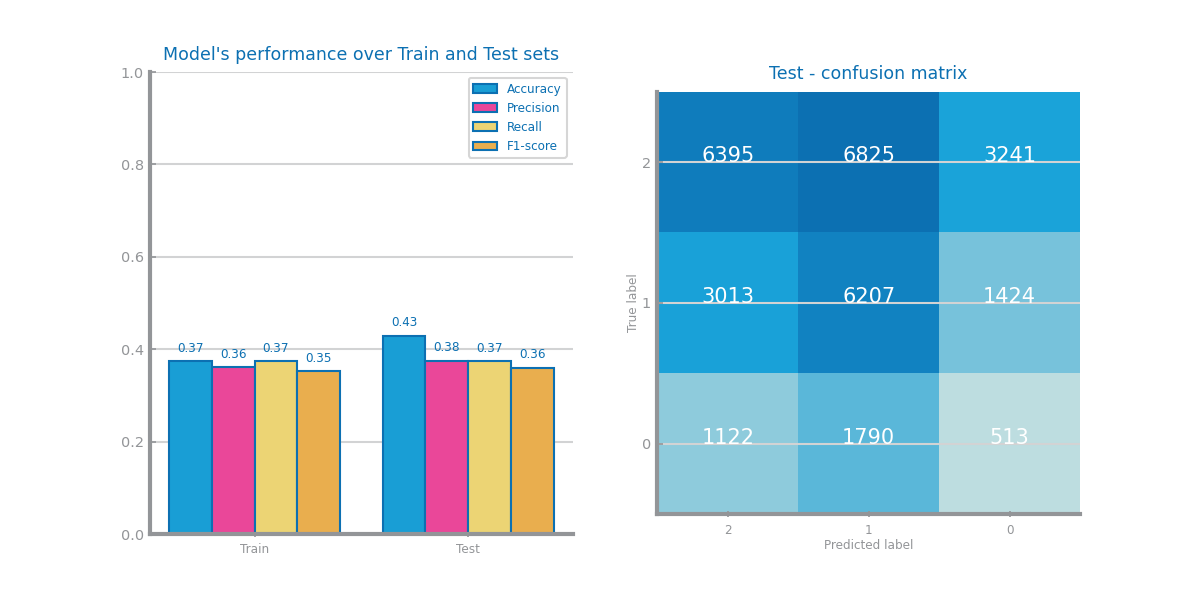 Model's performance over Train and Test sets
1.0
0.8
0.6
0.4
0.2
0.0
Accuracy
Precision
Recall
F1-score
0.37
0.36
0.37
0.35
0.43
0.38
0.37
0.36
Train
Test
Test - confusion matrix
True label
2
6395
6825
3241
1
3013
6207
1424
0
1122
1790
513
2
1
0
Predicted label